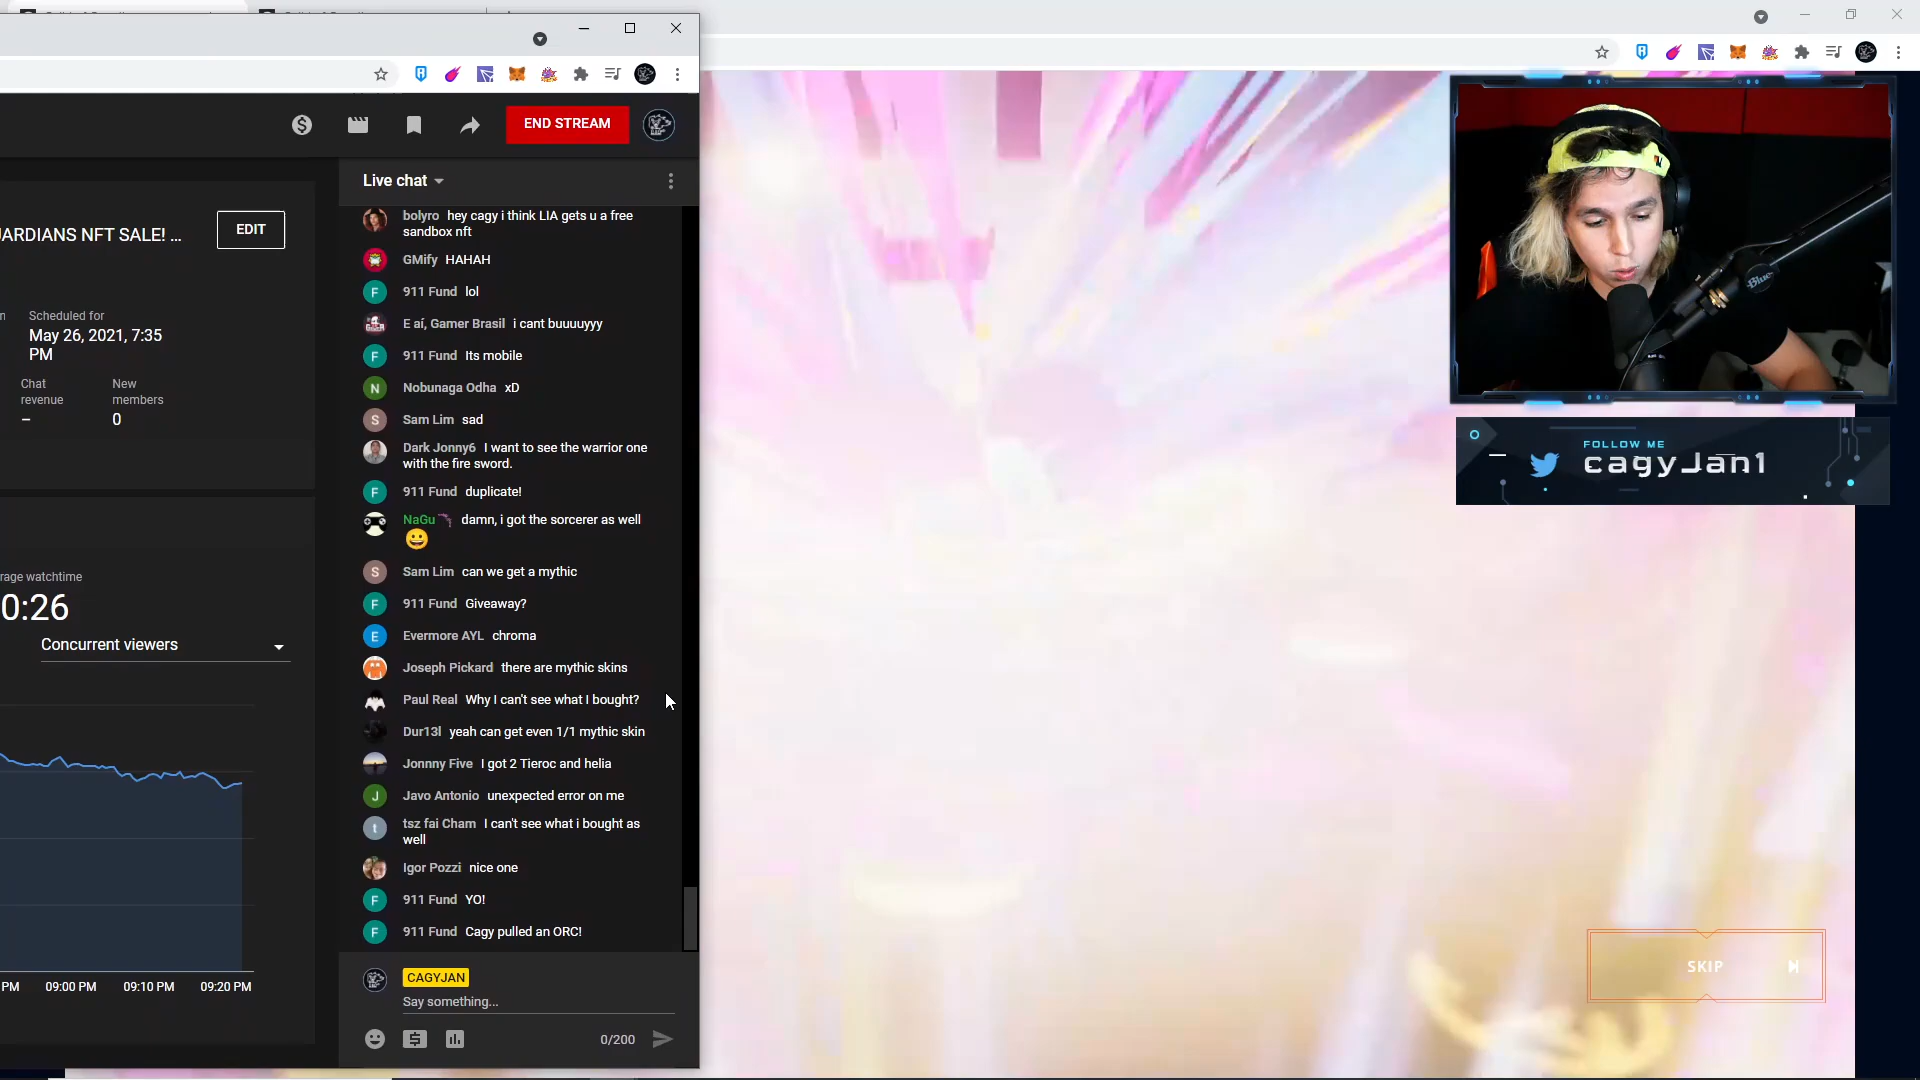 END STREAM
Live chat
ARDIANS NFT SALE! ...
EDIT
Scheduled for
May 26, 2021, 7:35
PM
Chat
revenue
–
New
members
0
rage watchtime
0:26
Concurrent viewers
PM
09:00 PM
09:10 PM
09:20 PM
bolyro hey cagy i think LIA gets u a free
sandbox nft
GMify HAHAH
911 Fund lol
E aí, Gamer Brasil i cant buuuuyyy
911 Fund Its mobile
Nobunaga Odha xD
Sam Lim sad
Dark Jonny6 I want to see the warrior one
with the fire sword.
911 Fund duplicate!
NaGu damn, i got the sorcerer as well
😀
Sam Lim can we get a mythic
911 Fund Giveaway?
Evermore AYL chroma
Joseph Pickard there are mythic skins
Paul Real Why I can't see what I bought?
Dur13l yeah can get even 1/1 mythic skin
Jonnny Five I got 2 Tieroc and helia
Javo Antonio unexpected error on me
tsz fai Cham I can't see what i bought as
well
Igor Pozzi nice one
911 Fund YO!
911 Fund Cagy pulled an ORC!
CAGYJAN
Say something...
0/200
Blue
FOLLOW ME
cagyJan1
SKIP